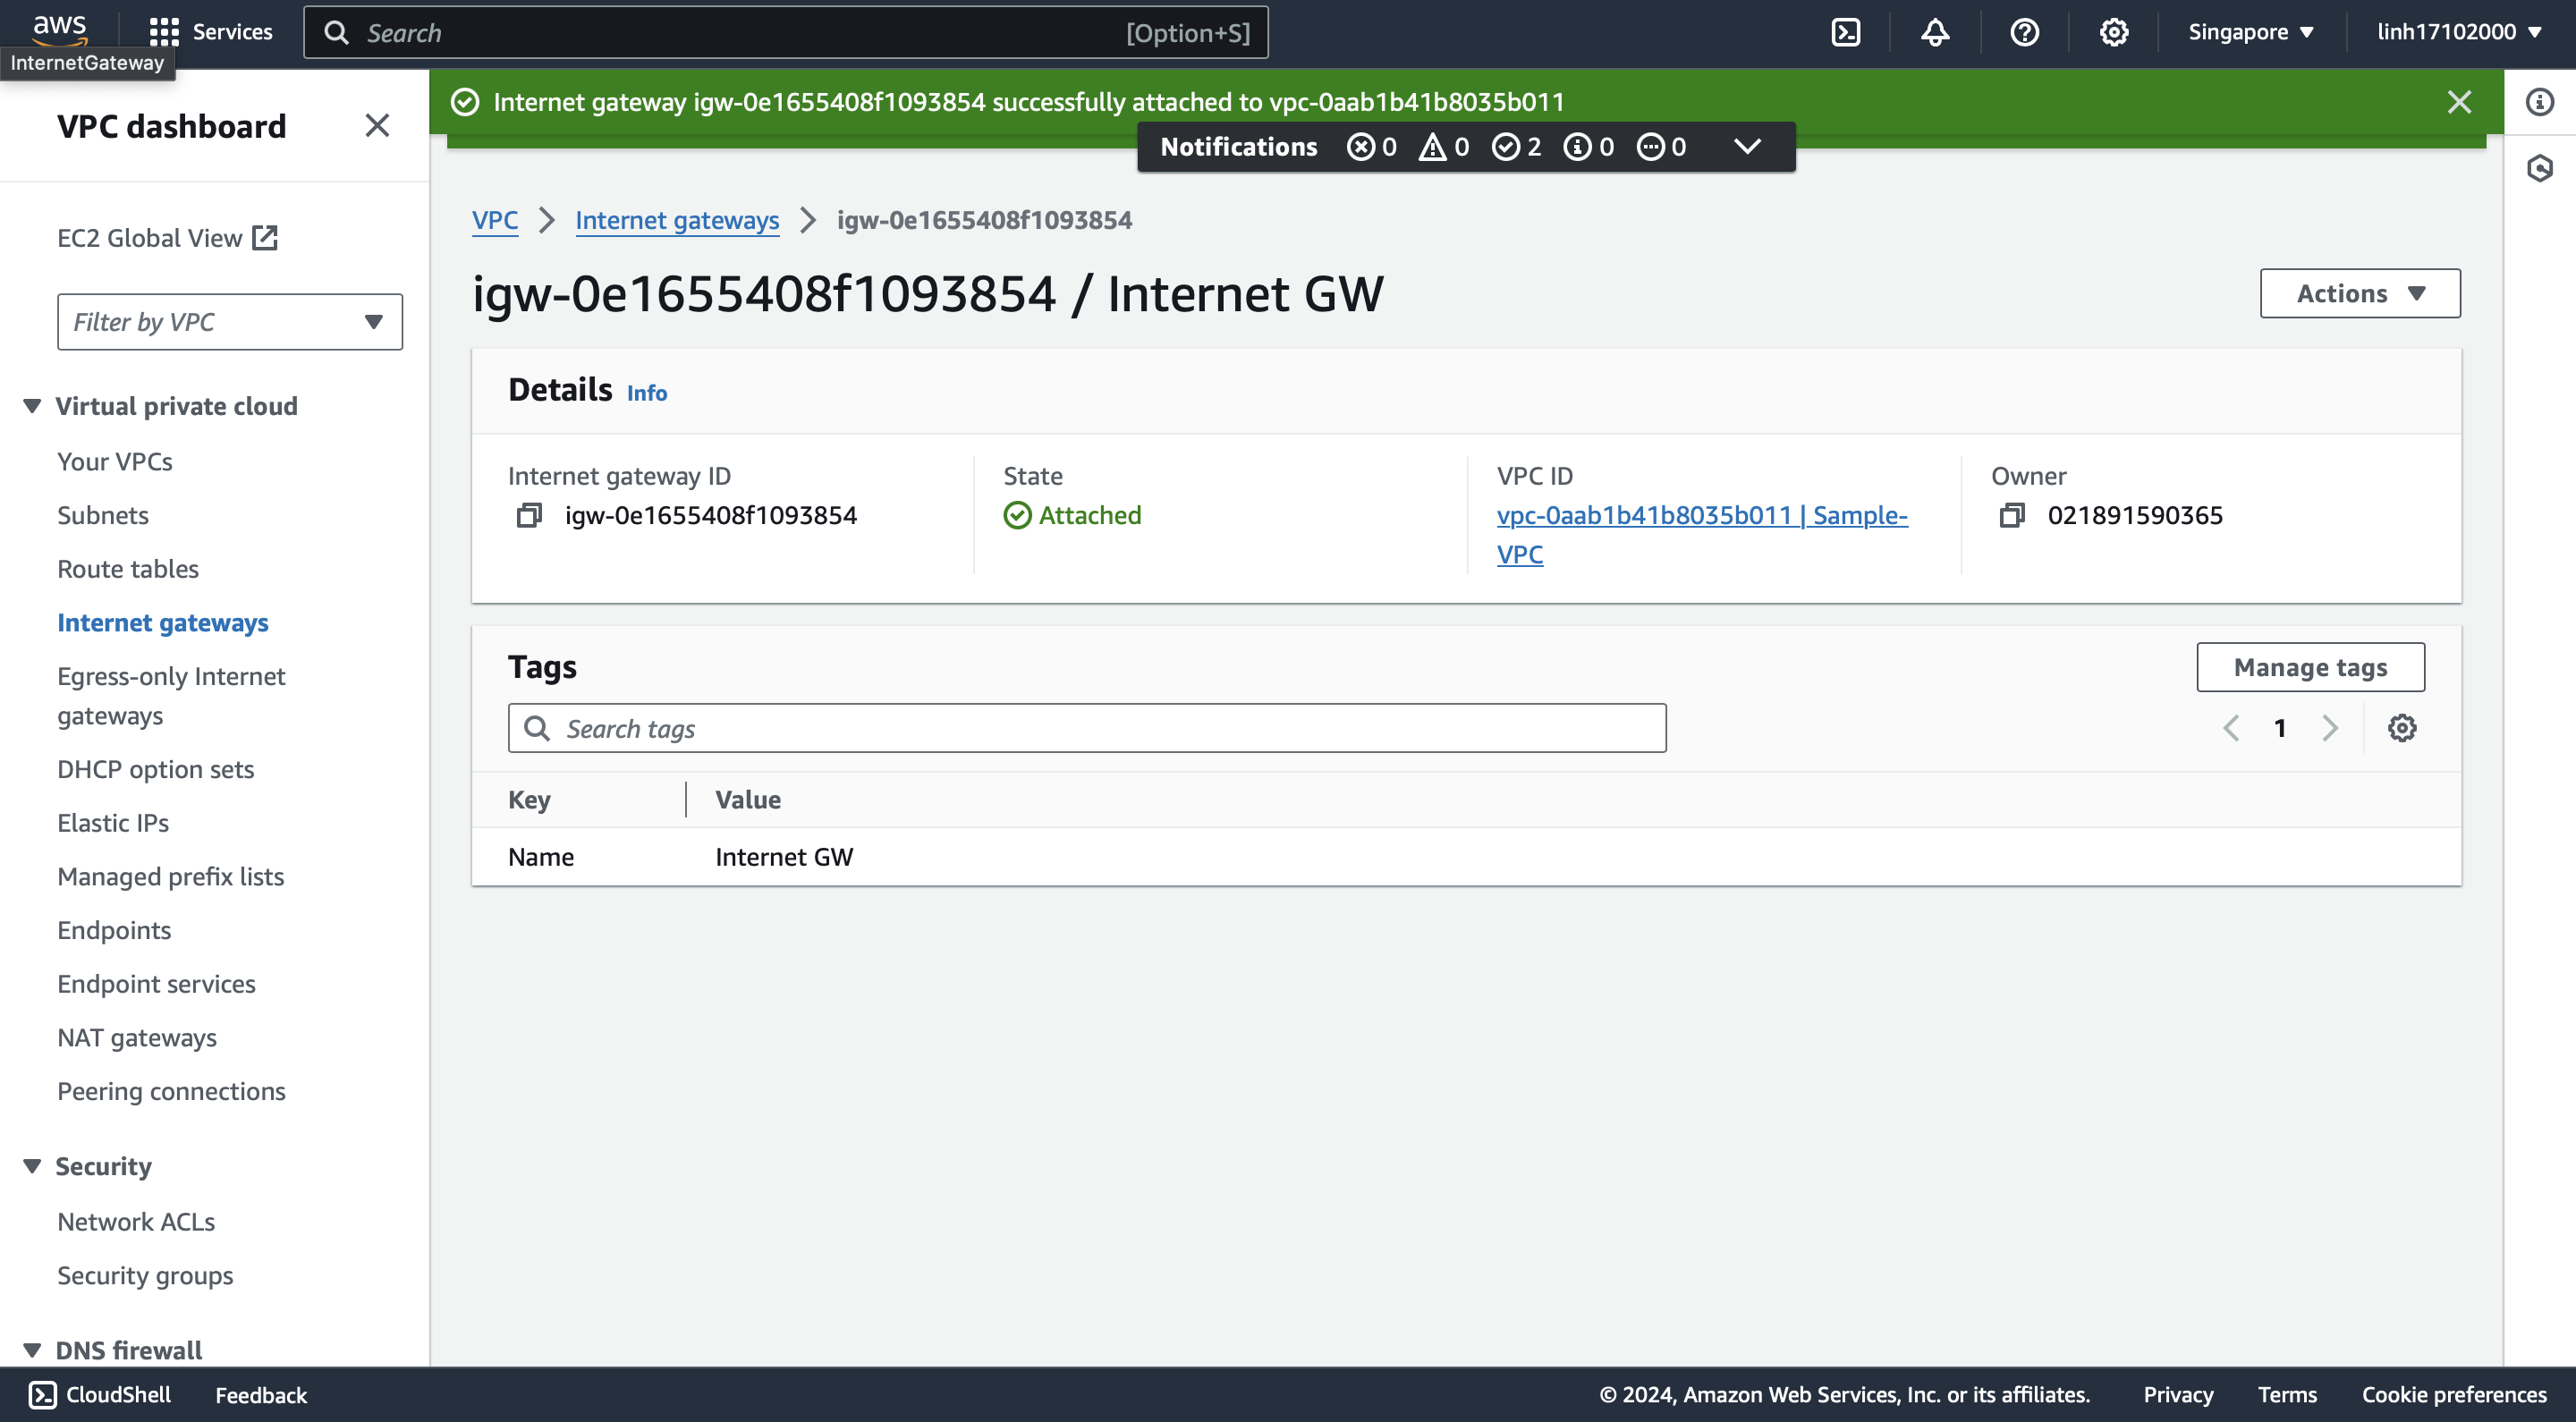 aws
Services
Search
[Option+S]
Singapore
linh17102000
InternetGateway
VPC dashboard
EC2 Global View
Filter by VPC
Virtual private cloud
Your VPCs
Subnets
Route tables
Internet gateways
Egress-only Internet
gateways
DHCP option sets
Elastic IPs
Managed prefix lists
Endpoints
Endpoint services
NAT gateways
Peering connections
Security
Network ACLs
Security groups
DNS firewall
Internet gateway igw-0e1655408f1093854 successfully attached to vpc-0aab1b41b8035b011
Notifications 0 0 2 0 0
VPC > Internet gateways > igw-0e1655408f1093854
igw-0e1655408f1093854 / Internet GW
Actions
Details Info
Internet gateway ID
igw-0e1655408f1093854
State
Attached
VPC ID
vpc-0aab1b41b8035b011 | Sample-
VPC
Owner
021891590365
Tags
Manage tags
Search tags
1
Key Value
Name Internet GW
CloudShell
Feedback
© 2024, Amazon Web Services, Inc. or its affiliates.
Privacy
Terms
Cookie preferences